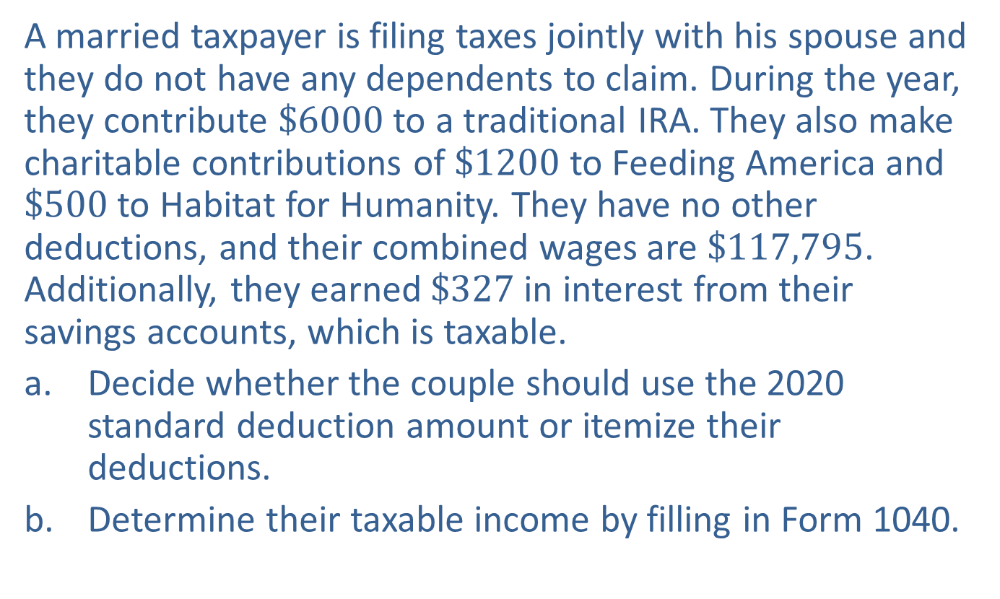 A married taxpayer is filing taxes jointly with his spouse and
they do not have any dependents to claim. During the year,
they contribute $6000 to a traditional IRA. They also make
charitable contributions of $1200 to Feeding America and
$500 to Habitat for Humanity. They have no other
deductions, and their combined wages are $117,795.
Additionally, they earned $327 in interest from their
savings accounts, which is taxable.
a. Decide whether the couple should use the 2020
standard deduction amount or itemize their
deductions.
b. Determine their taxable income by filling in Form 1040.